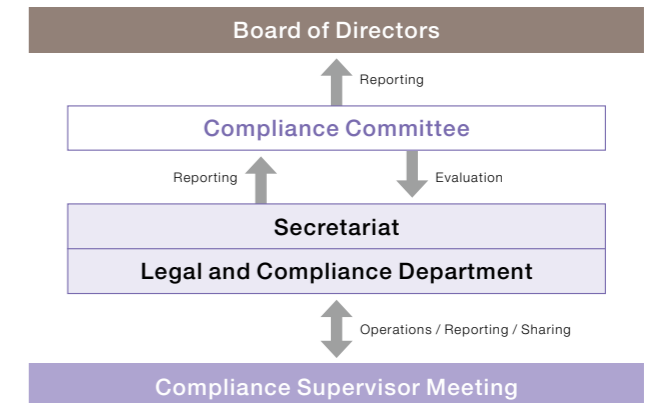 Board of Directors
Reporting
Compliance Committee
Reporting
Evaluation
Secretariat
Legal and Compliance Department
Operations / Reporting / Sharing
Compliance Supervisor Meeting